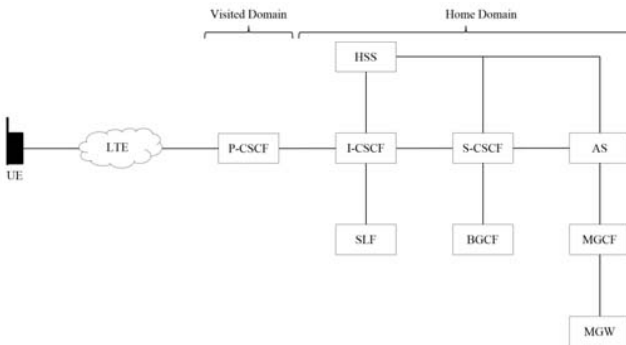 Visited Domain
Home Domain
HSS
LTE
P-CSCF
I-CSCF
S-CSCF
AS
UE
SLF
BGCF
MGCF
MGW